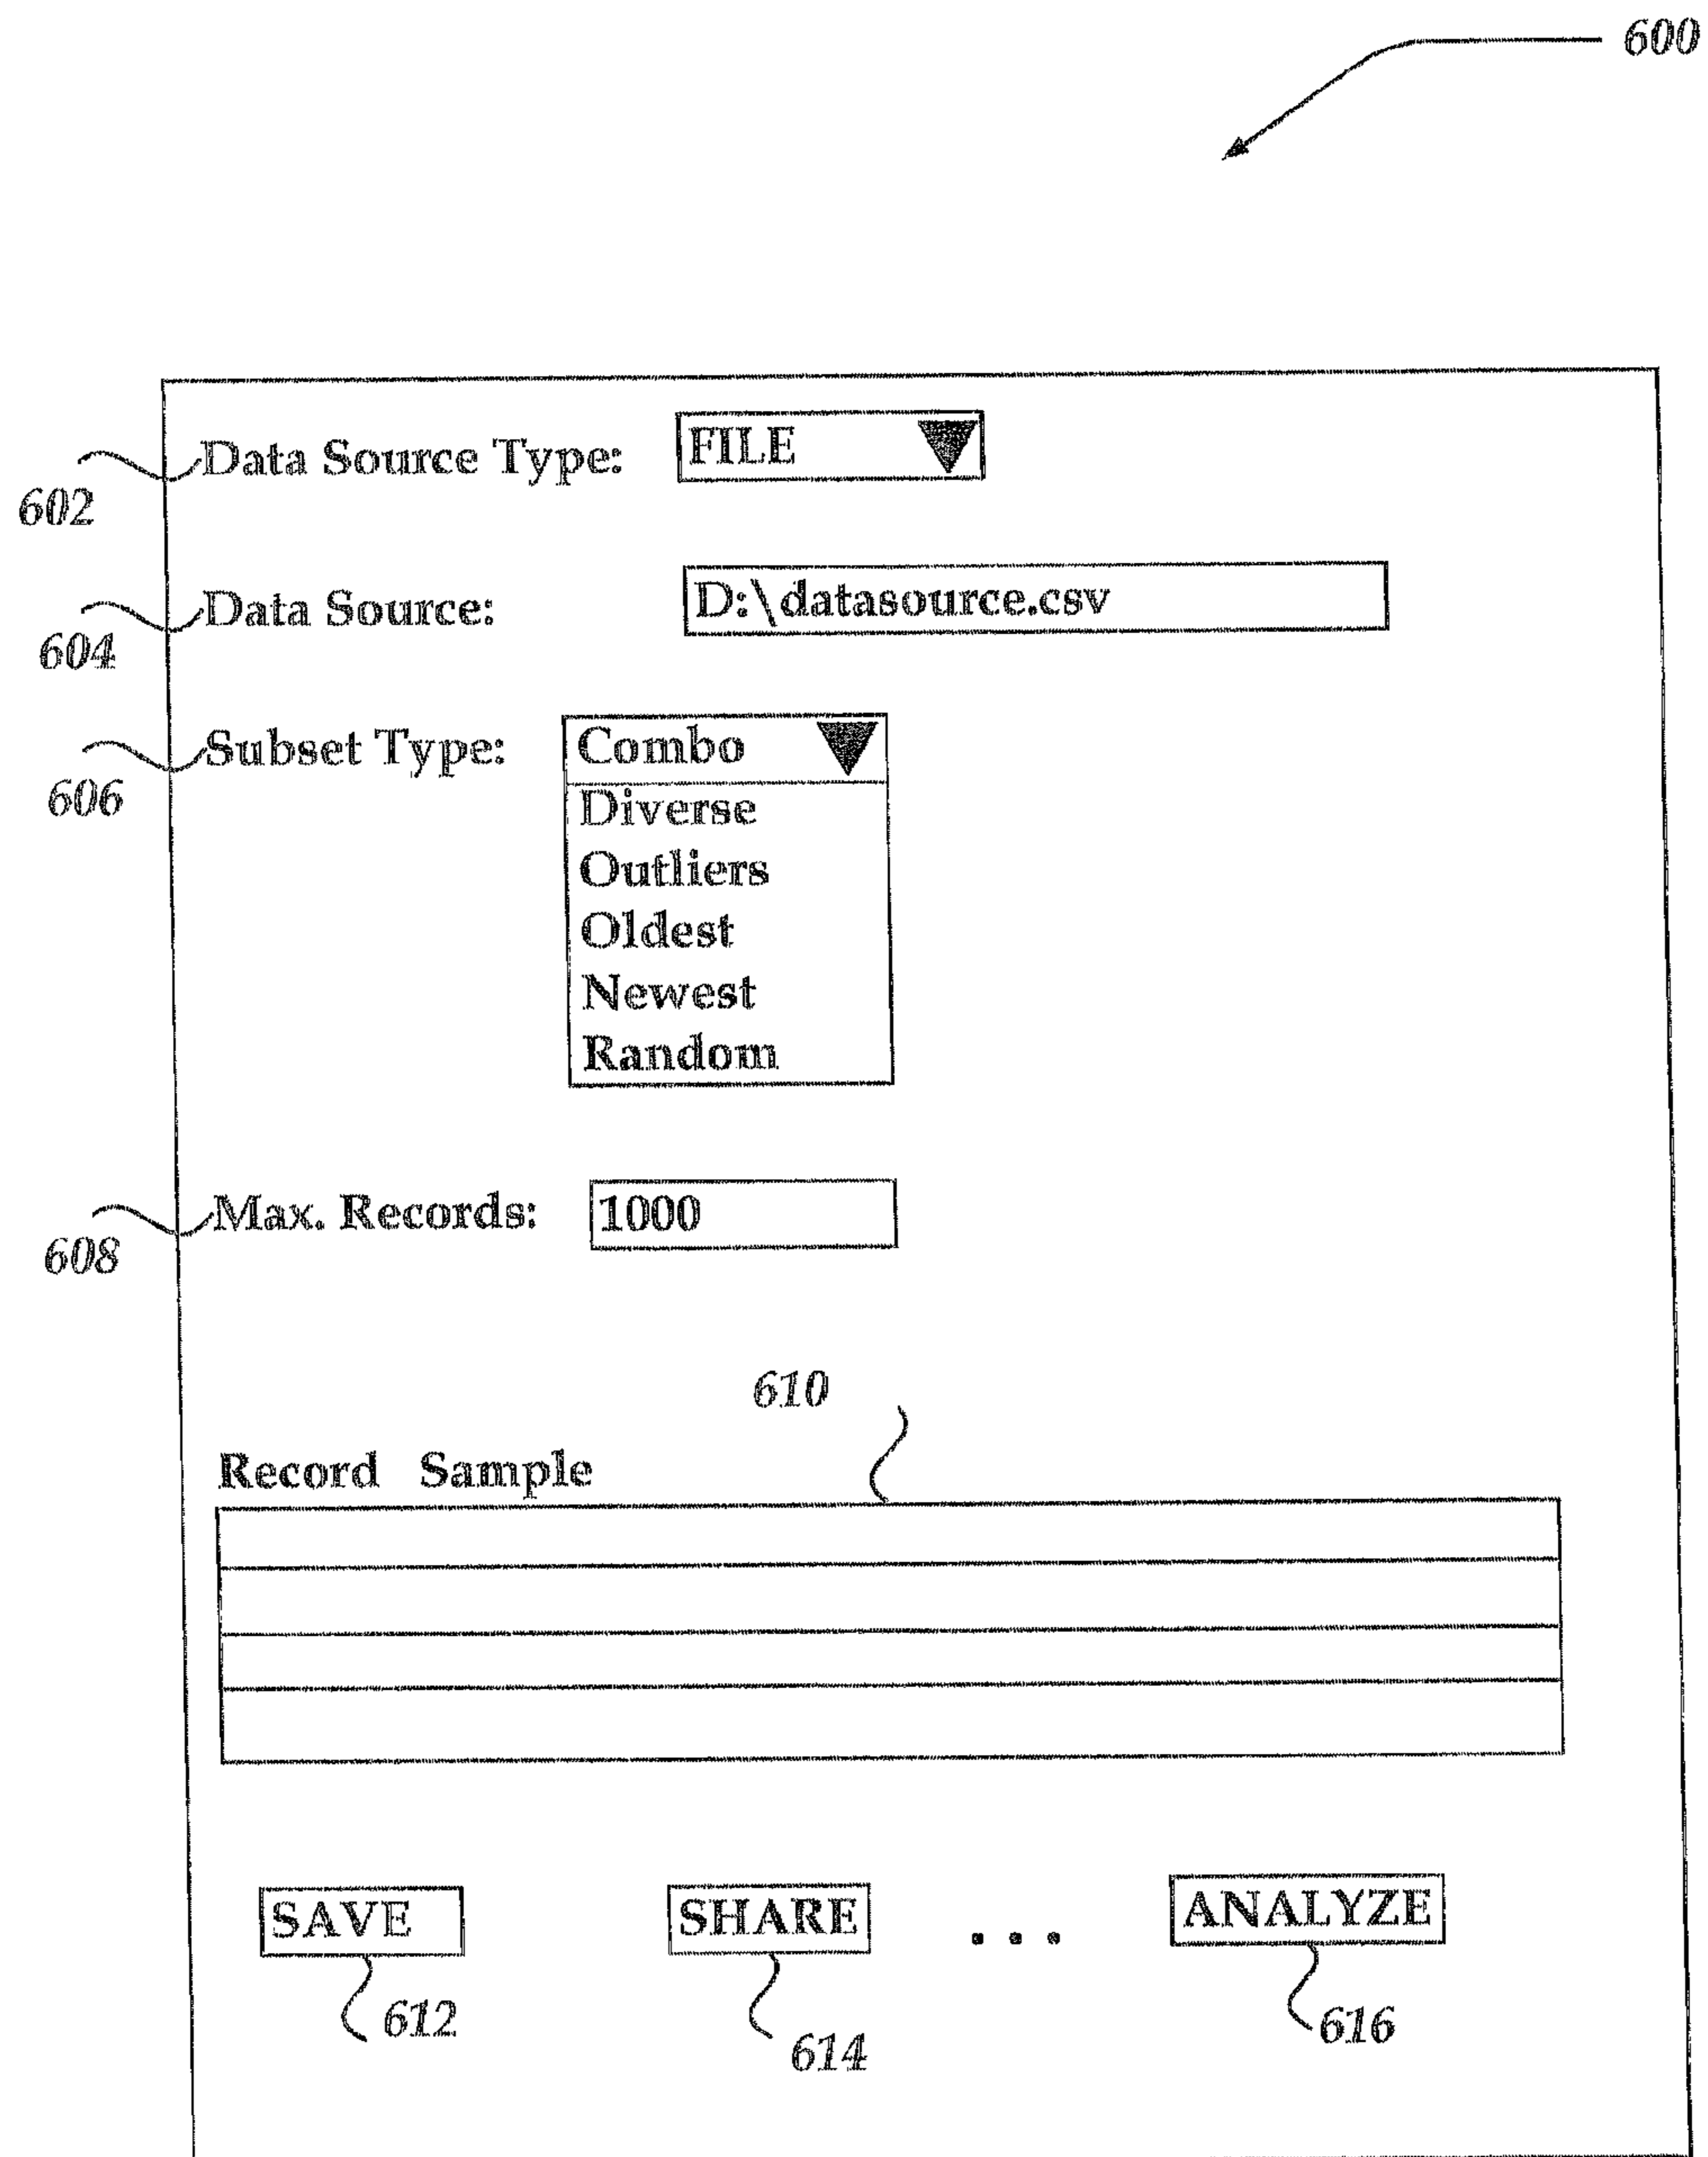 600
Data Source Type: FILE
602
Data Source: D:\datasource.csv
604
Subset Type: Combo
606
Diverse
Outliers
Oldest
Newest
Random
Max. Records: 1000
608
610
Record Sample
SAVE SHARE ... ANALYZE
612 614 616